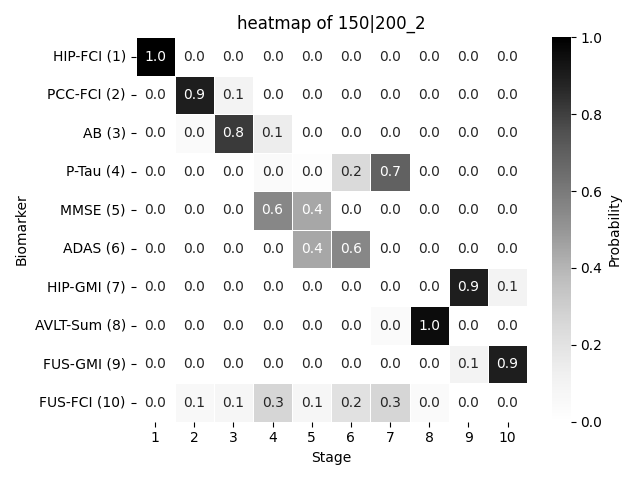 heatmap of 150|200_2
HIP-FCI (1) 1.0 0.0 0.0 0.0 0.0 0.0 0.0 0.0 0.0 0.0
PCC-FCI (2) 0.0 0.9 0.1 0.0 0.0 0.0 0.0 0.0 0.0 0.0
AB (3) 0.0 0.0 0.8 0.1 0.0 0.0 0.0 0.0 0.0 0.0
P-Tau (4) 0.0 0.0 0.0 0.0 0.0 0.2 0.7 0.0 0.0 0.0
MMSE (5) 0.0 0.0 0.0 0.6 0.4 0.0 0.0 0.0 0.0 0.0
ADAS (6) 0.0 0.0 0.0 0.0 0.4 0.6 0.0 0.0 0.0 0.0
HIP-GMI (7) 0.0 0.0 0.0 0.0 0.0 0.0 0.0 0.0 0.9 0.1
AVLT-Sum (8) 0.0 0.0 0.0 0.0 0.0 0.0 0.0 1.0 0.0 0.0
FUS-GMI (9) 0.0 0.0 0.0 0.0 0.0 0.0 0.0 0.0 0.1 0.9
FUS-FCI (10) 0.0 0.1 0.1 0.3 0.1 0.2 0.3 0.0 0.0 0.0
1 2 3 4 5 6 7 8 9 10
Stage
Biomarker
1.0
0.8
0.6
0.4
0.2
0.0
Probability